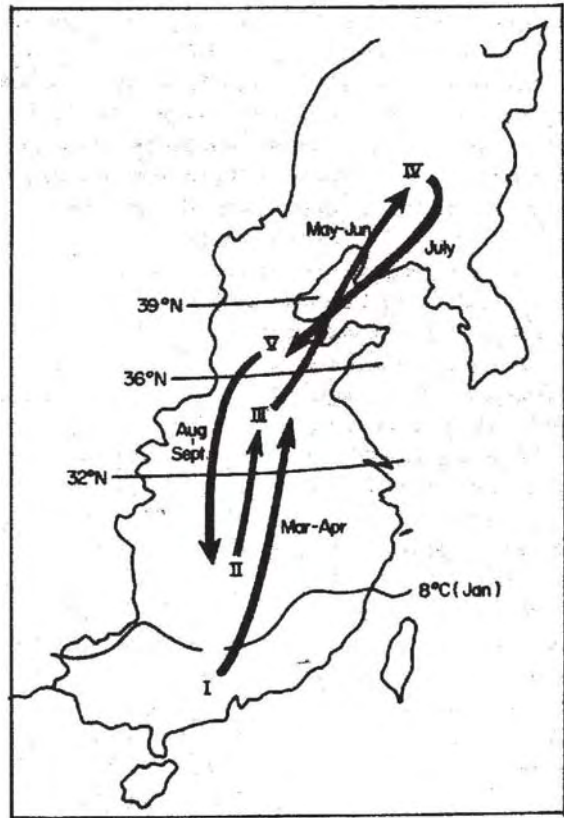 IV
May-Jun
July
39°N
V
36°N
III
Aug
Sept.
32°N
Mar-Apr
II
8°C (Jan)
I